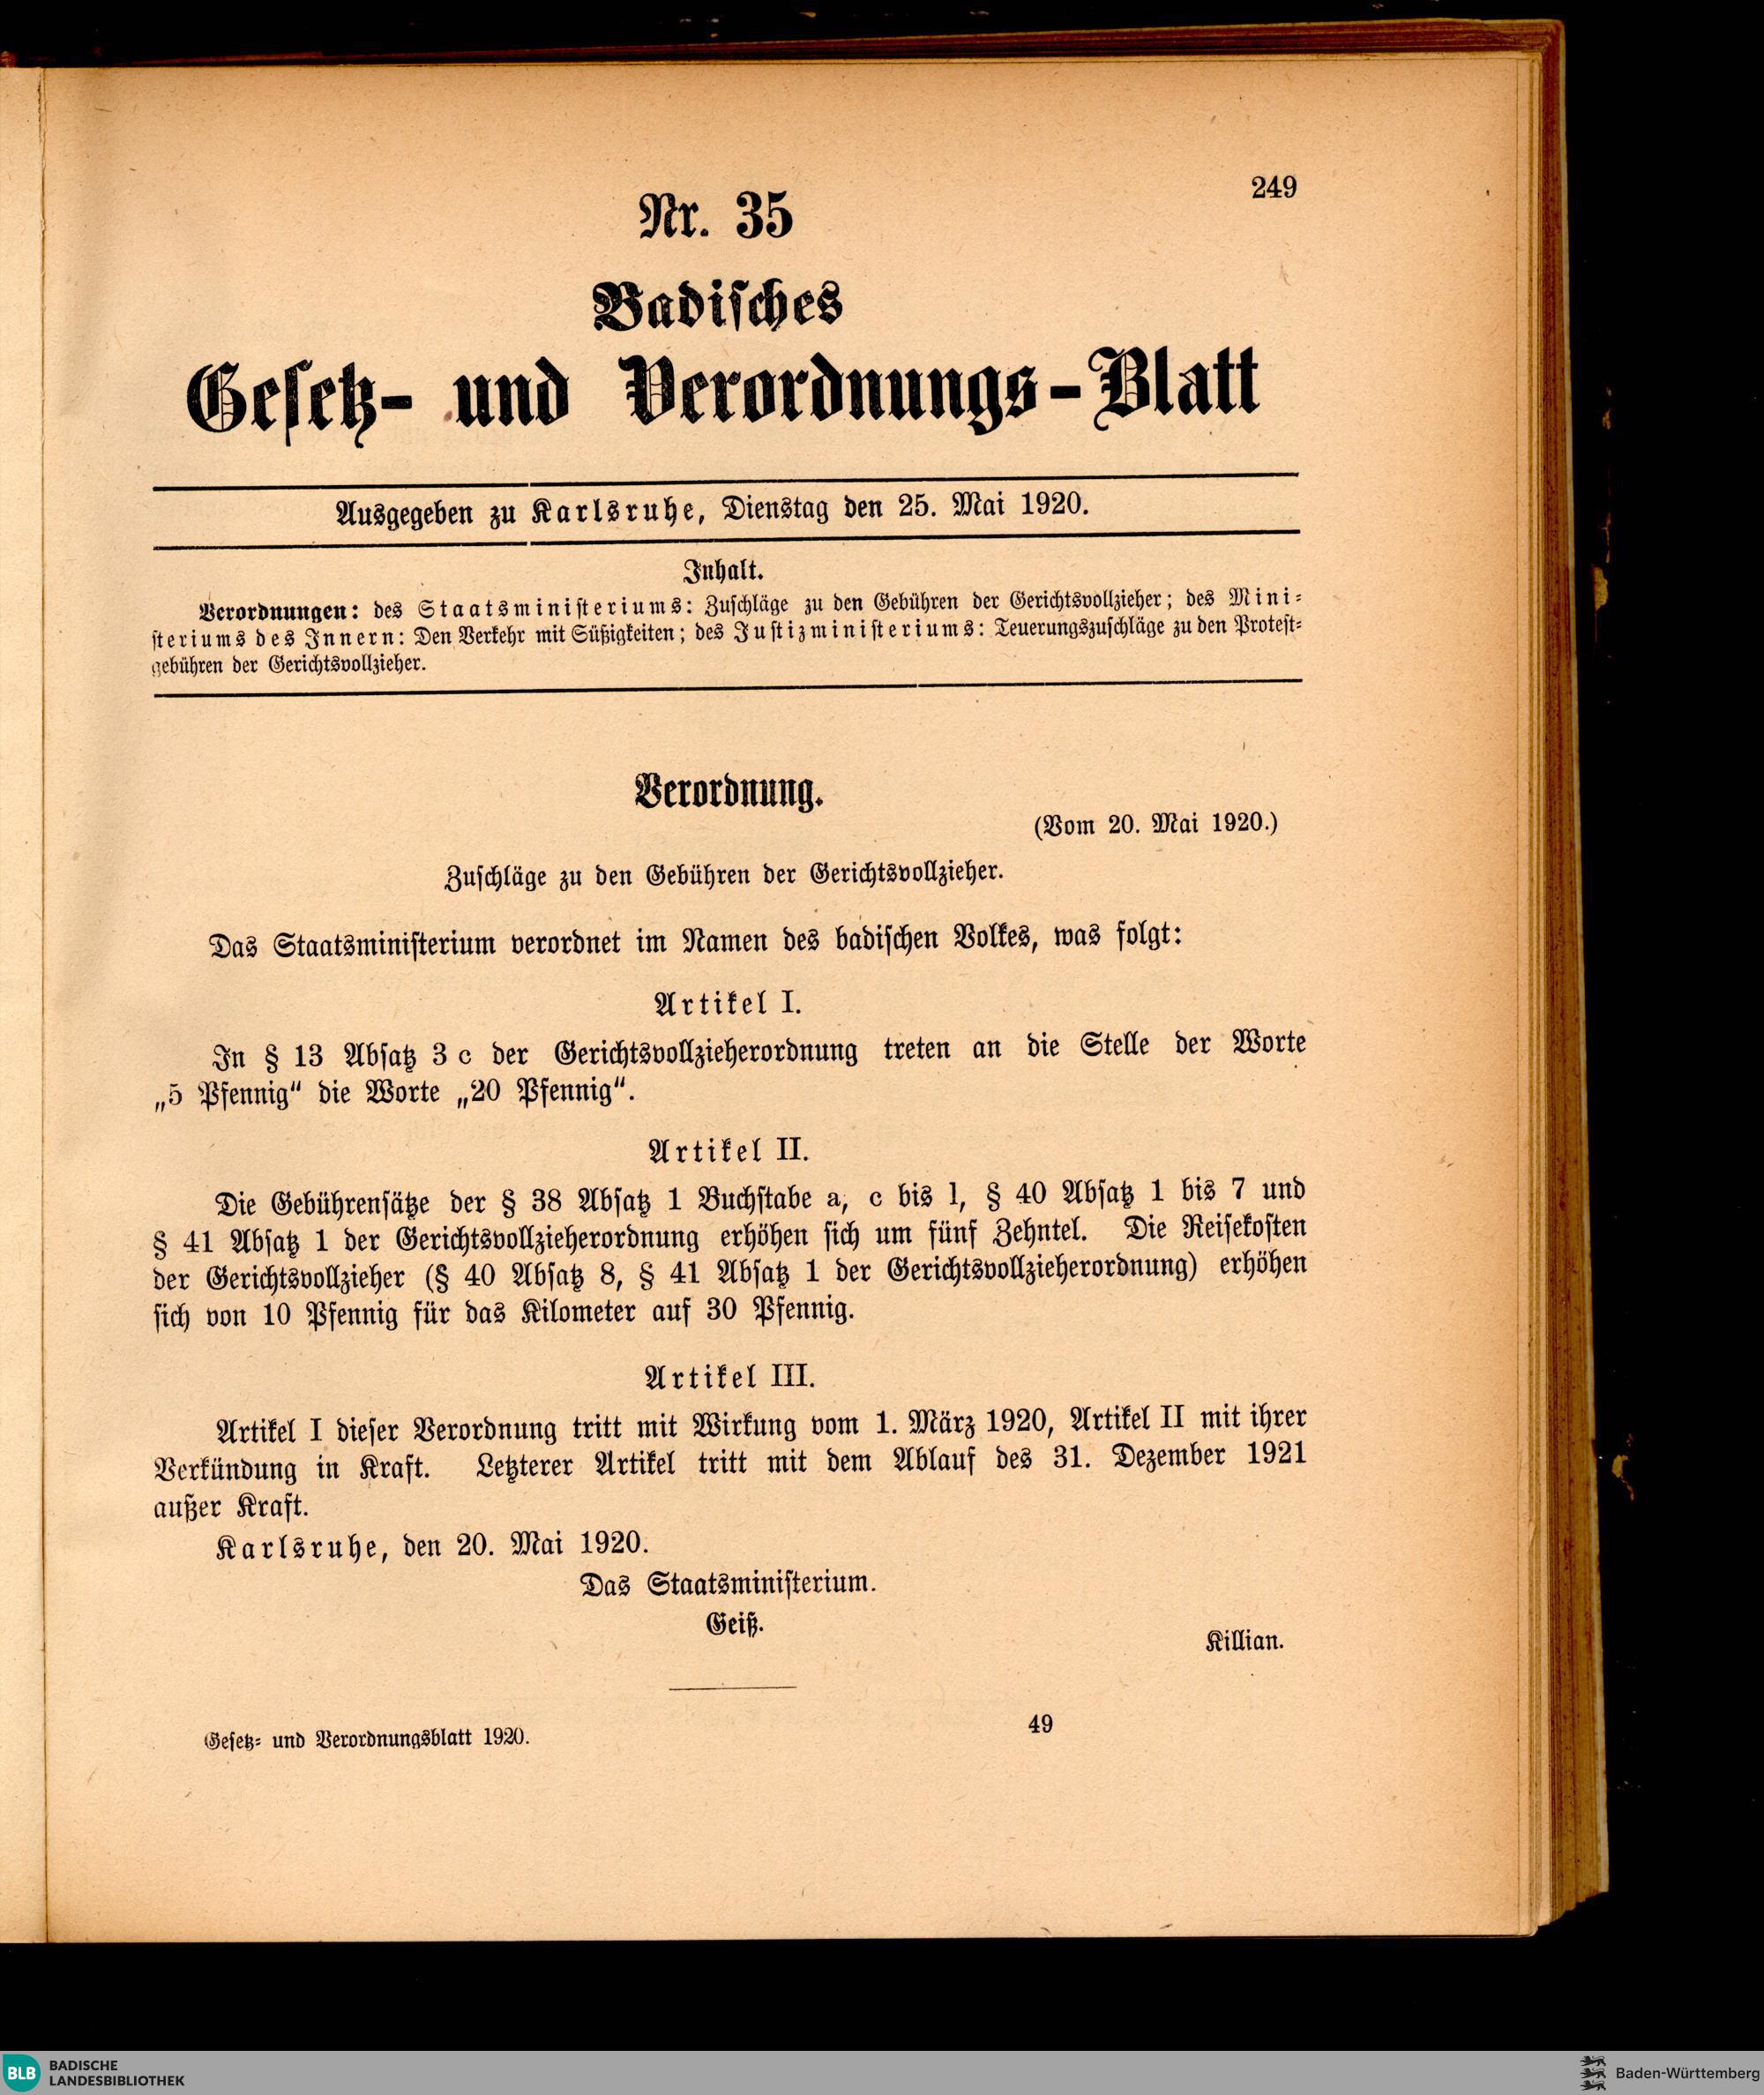 249
Nr. 35
Badisches
Gesetz- und Verordnungs-Blatt
Ausgegeben zu Karlsruhe, Dienstag den 25. Mai 1920.
Inhalt.
Verordnungen: des Staatsministeriums: Zuschläge zu den Gebühren der Gerichtsvollzieher; des Mini-
steriums des Innern: Den Verkehr mit Süßigkeiten; des Justizministeriums: Teuerungszuschläge zu den Protest-
gebühren der Gerichtsvollzieher.
Verordnung.
(Vom 20. Mai 1920.)
Zuschläge zu den Gebühren der Gerichtsvollzieher.
Das Staatsministerium verordnet im Namen des badischen Volkes, was folgt:
Artikel I.
In § 13 Absatz 3 c der Gerichtsvollzieherordnung treten an die Stelle der Worte
„5 Pfennig“ die Worte „20 Pfennig“.
Artikel II.
Die Gebührensätze der § 38 Absatz 1 Buchstabe a, c bis l, § 40 Absatz 1 bis 7 und
§ 41 Absatz 1 der Gerichtsvollzieherordnung erhöhen sich um fünf Zehntel. Die Reisekosten
der Gerichtsvollzieher (§ 40 Absatz 8, § 41 Absatz 1 der Gerichtsvollzieherordnung) erhöhen
sich von 10 Pfennig für das Kilometer auf 30 Pfennig.
Artikel III.
Artikel I dieser Verordnung tritt mit Wirkung vom 1. März 1920, Artikel II mit ihrer
Verkündung in Kraft. Letzterer Artikel tritt mit dem Ablauf des 31. Dezember 1921
außer Kraft.
Karlsruhe, den 20. Mai 1920.
Das Staatsministerium.
Geiß.
Killian.
Gesetz- und Verordnungsblatt 1920.
49
BLB BADISCHE
LANDESBIBLIOTHEK
Baden-Württemberg